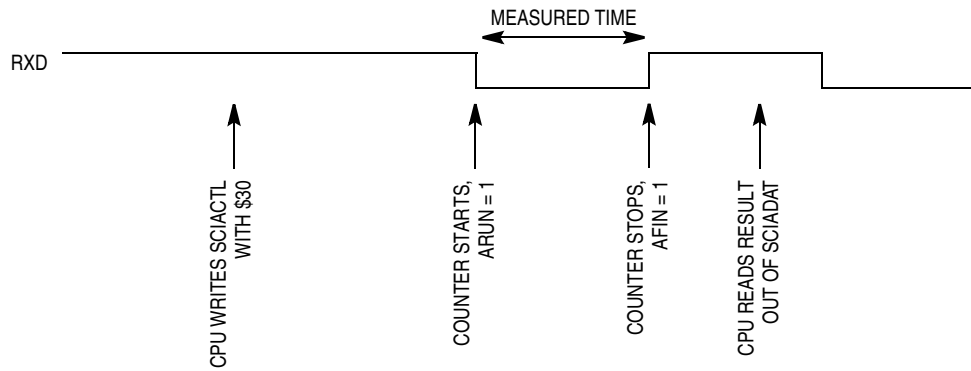 MEASURED TIME
RXD
CPU WRITES SCIACTL
WITH $30
COUNTER STARTS,
ARUN = 1
COUNTER STOPS,
AFIN = 1
CPU READS RESULT
OUT OF SCIADAT